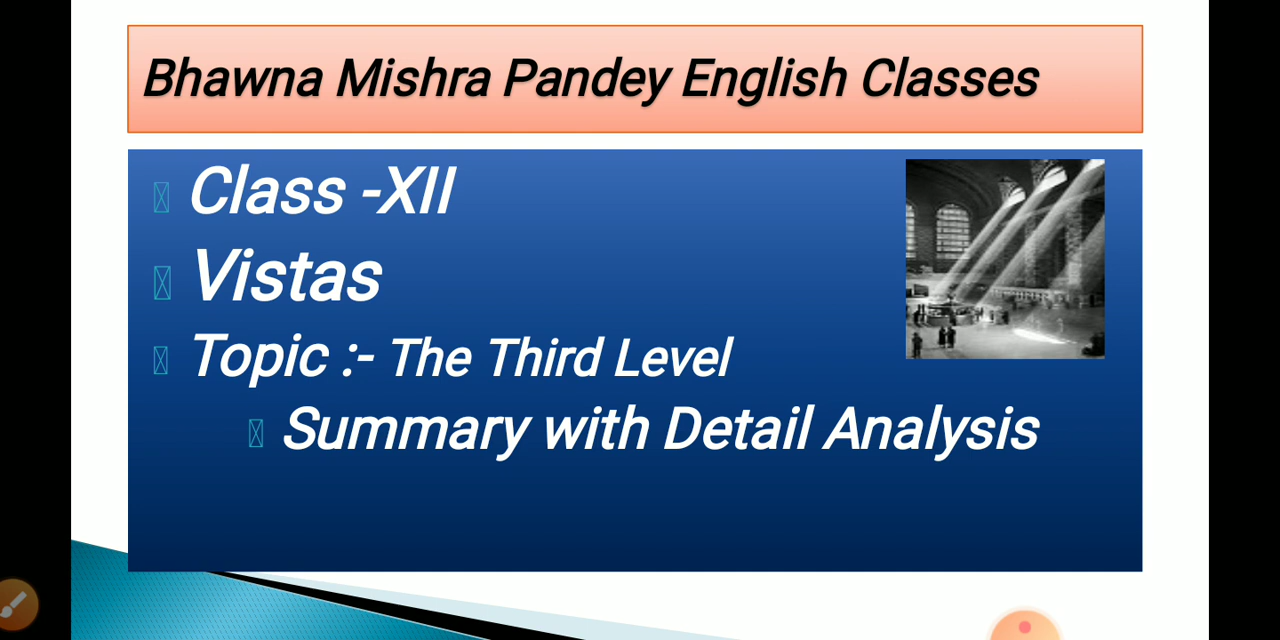 Bhawna Mishra Pandey English Classes
Class -XII
Vistas
Topic :- The Third Level
Summary with Detail Analysis